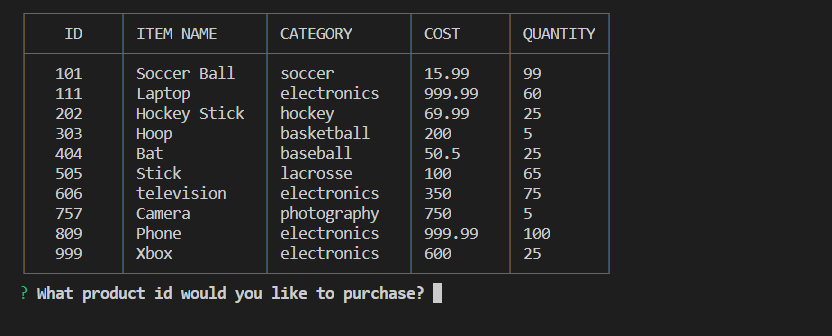 ID ITEM NAME CATEGORY COST QUANTITY
101 Soccer Ball soccer 15.99 99
111 Laptop electronics 999.99 60
202 Hockey Stick hockey 69.99 25
303 Hoop basketball 200 5
404 Bat baseball 50.5 25
505 Stick lacrosse 100 65
606 television electronics 350 75
757 Camera photography 750 5
809 Phone electronics 999.99 100
999 Xbox electronics 600 25
? What product id would you like to purchase?